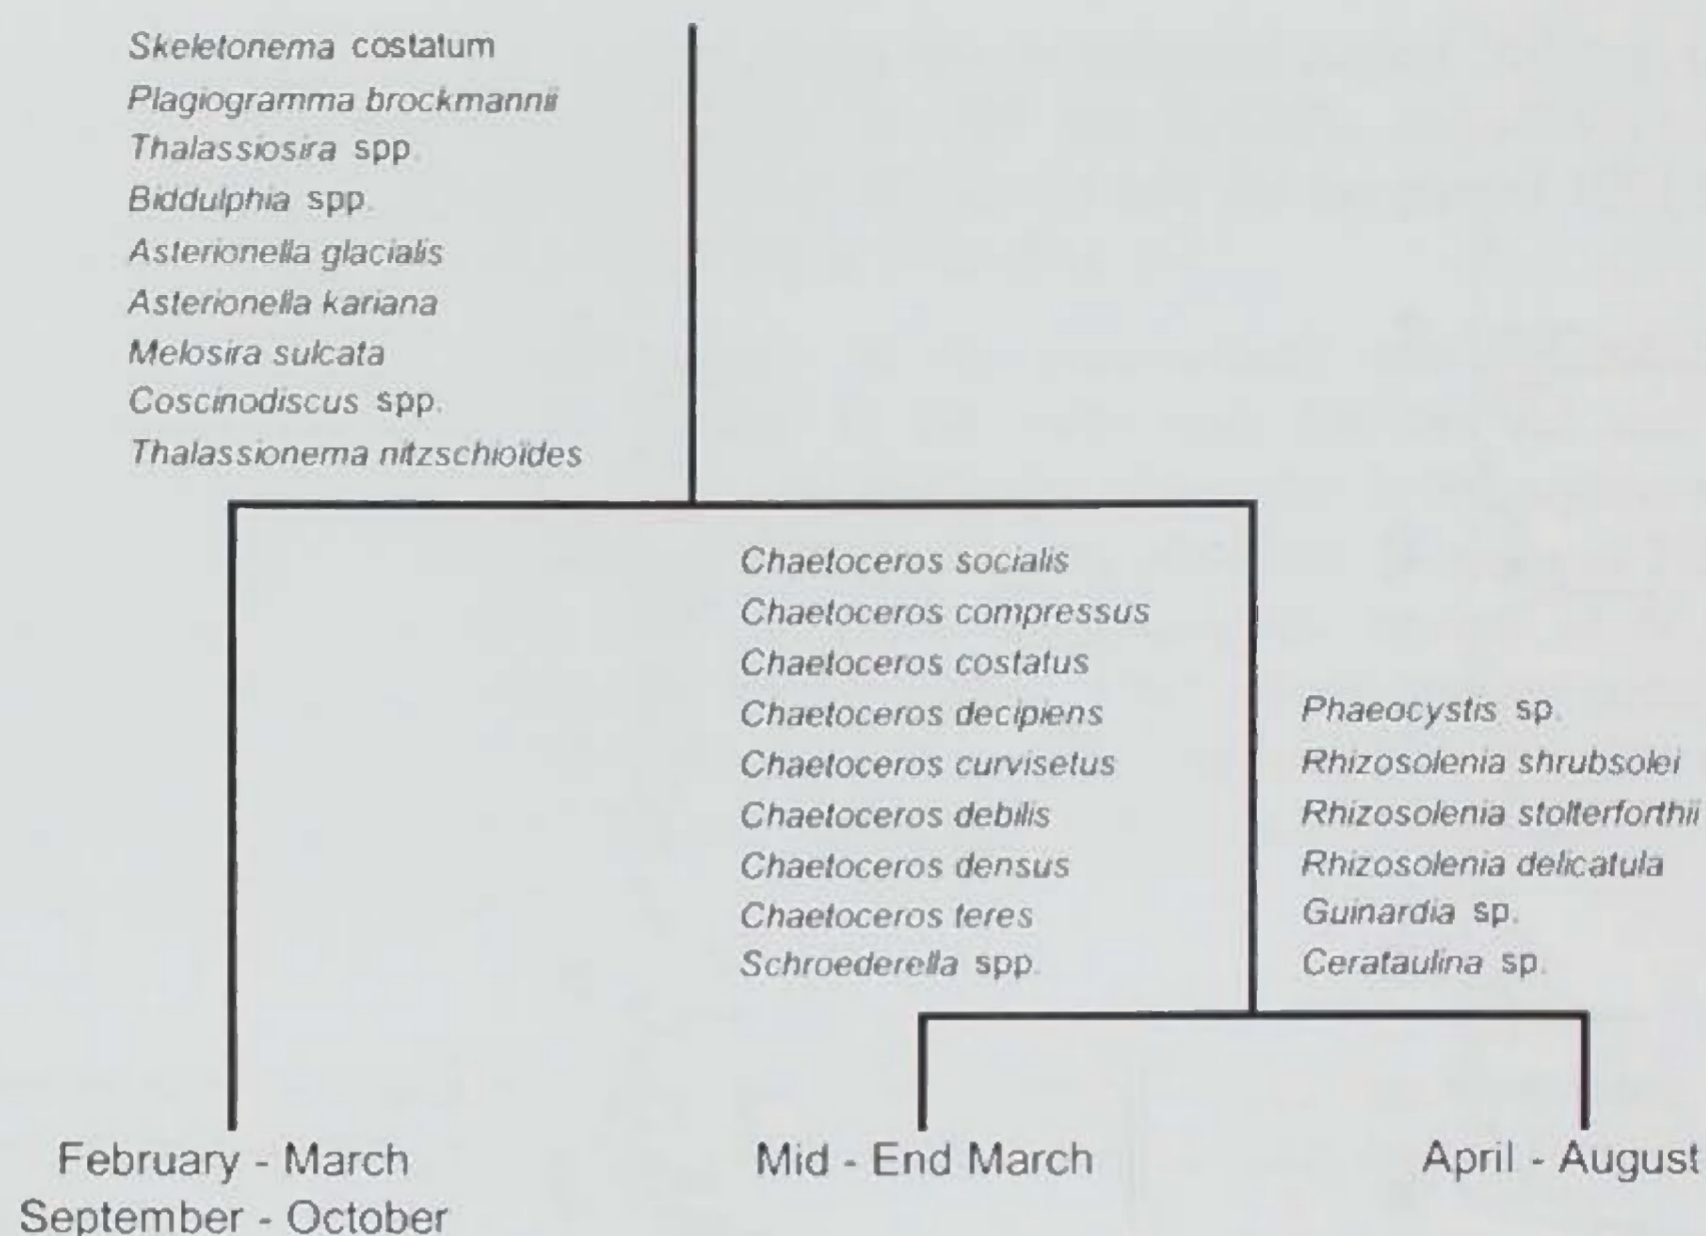 Skeletonema costatum
Plagiogramma brockmannii
Thalassiosira spp.
Biddulphia spp.
Asterionella glacialis
Asterionella kariana
Melosira sulcata
Coscinodiscus spp.
Thalassionema nitzschioïdes
Chaetoceros socialis
Chaetoceros compressus
Chaetoceros costatus
Chaetoceros decipiens
Chaetoceros curvisetus
Chaetoceros debilis
Chaetoceros densus
Chaetoceros teres
Schroederella spp.
Phaeocystis sp.
Rhizosolenia shrubsolei
Rhizosolenia stolterforthii
Rhizosolenia delicatula
Guinardia sp.
Cerataulina sp.
February - March
September - October
Mid - End March
April - August